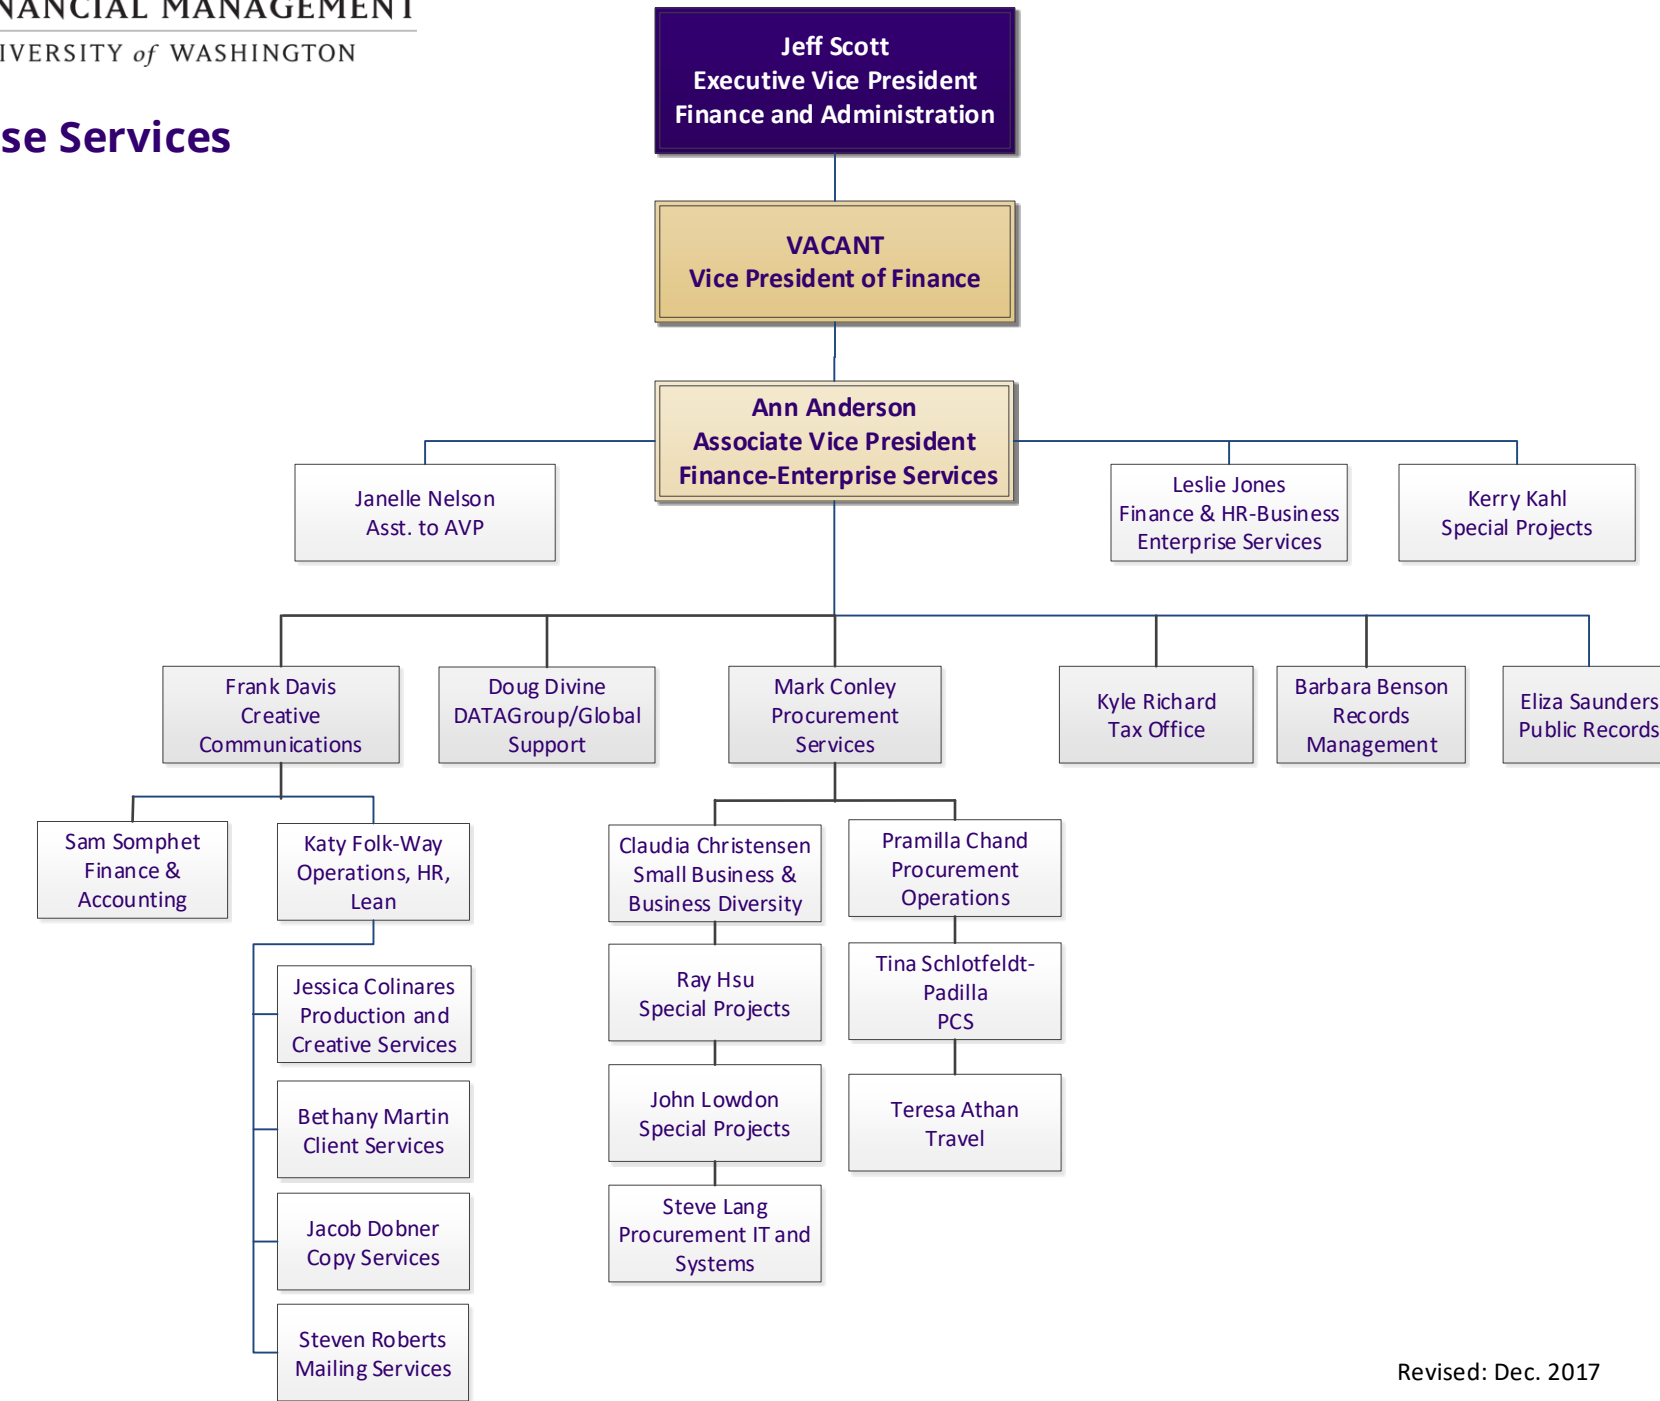 NANCIAL MANAGEMENT
IVERSITY of WASHINGTON
se Services
Jeff Scott
Executive Vice President
Finance and Administration
VACANT
Vice President of Finance
Ann Anderson
Associate Vice President
Finance-Enterprise Services
Janelle Nelson
Asst. to AVP
Leslie Jones
Finance & HR-Business
Enterprise Services
Kerry Kahl
Special Projects
Frank Davis
Creative
Communications
Doug Divine
DATAGroup/Global
Support
Mark Conley
Procurement
Services
Kyle Richard
Tax Office
Barbara Benson
Records
Management
Eliza Saunders
Public Records
Sam Somphet
Finance &
Accounting
Katy Folk-Way
Operations, HR,
Lean
Claudia Christensen
Small Business &
Business Diversity
Pramilla Chand
Procurement
Operations
Jessica Colinares
Production and
Creative Services
Ray Hsu
Special Projects
Tina Schlotfeldt-
Padilla
PCS
Bethany Martin
Client Services
John Lowdon
Special Projects
Teresa Athan
Travel
Jacob Dobner
Copy Services
Steve Lang
Procurement IT and
Systems
Steven Roberts
Mailing Services
Revised: Dec. 2017